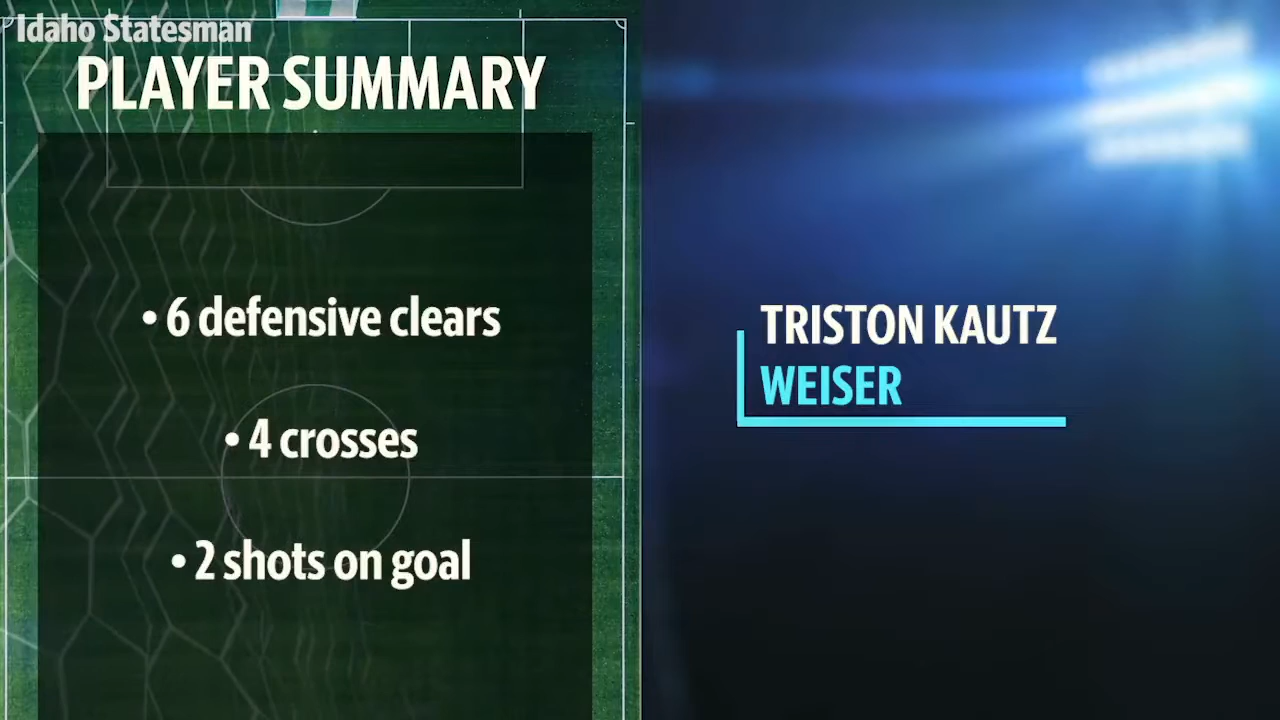 Idaho Statesman
PLAYER SUMMARY
• 6 defensive clears
• 4 crosses
• 2 shots on goal
TRISTON KAUTZ
WEISER